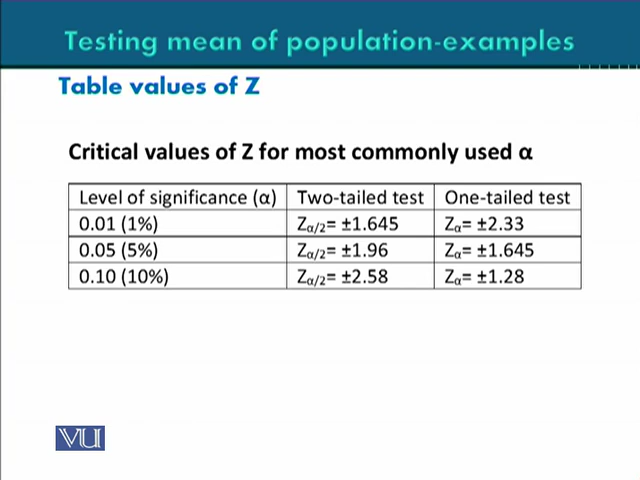 Testing mean of population-examples
Table values of Z
Critical values of Z for most commonly used α
Level of significance (α) Two-tailed test One-tailed test
0.01 (1%) Zα/2= ±1.645 Zα= ±2.33
0.05 (5%) Zα/2= ±1.96 Zα= ±1.645
0.10 (10%) Zα/2= ±2.58 Zα= ±1.28
VU